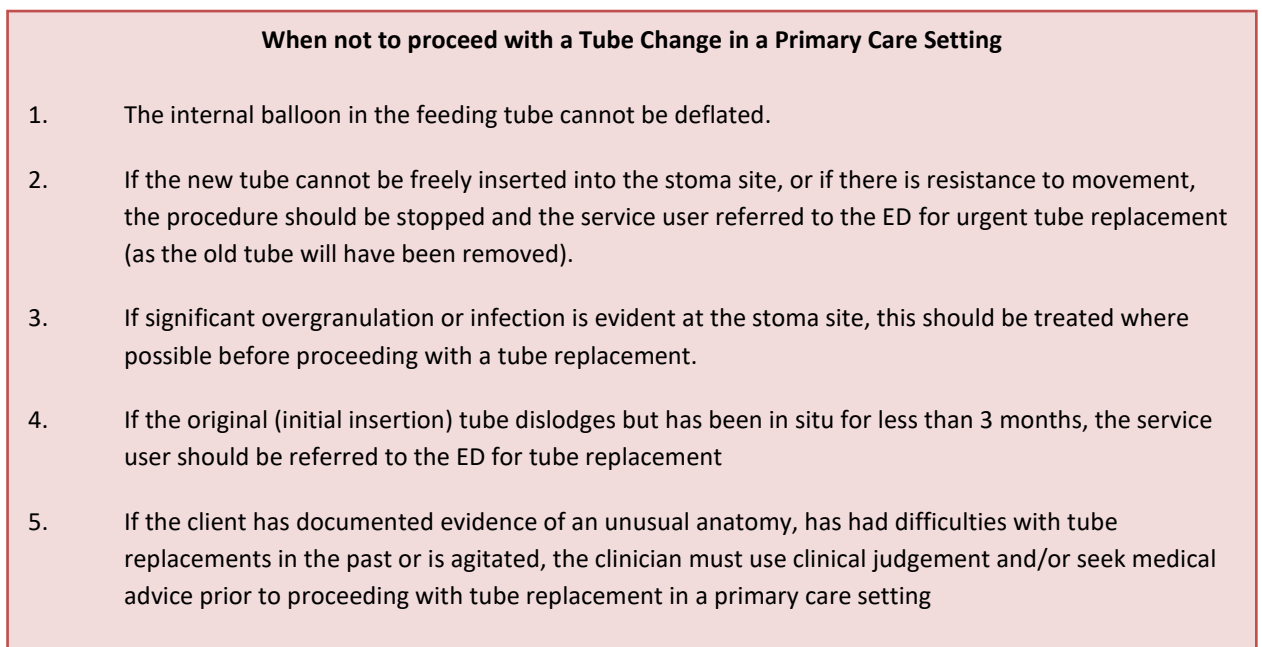 When not to proceed with a Tube Change in a Primary Care Setting
1. The internal balloon in the feeding tube cannot be deflated.
2. If the new tube cannot be freely inserted into the stoma site, or if there is resistance to movement,
the procedure should be stopped and the service user referred to the ED for urgent tube replacement
(as the old tube will have been removed).
3. If significant overgranulation or infection is evident at the stoma site, this should be treated where
possible before proceeding with a tube replacement.
4. If the original (initial insertion) tube dislodges but has been in situ for less than 3 months, the service
user should be referred to the ED for tube replacement
5. If the client has documented evidence of an unusual anatomy, has had difficulties with tube
replacements in the past or is agitated, the clinician must use clinical judgement and/or seek medical
advice prior to proceeding with tube replacement in a primary care setting